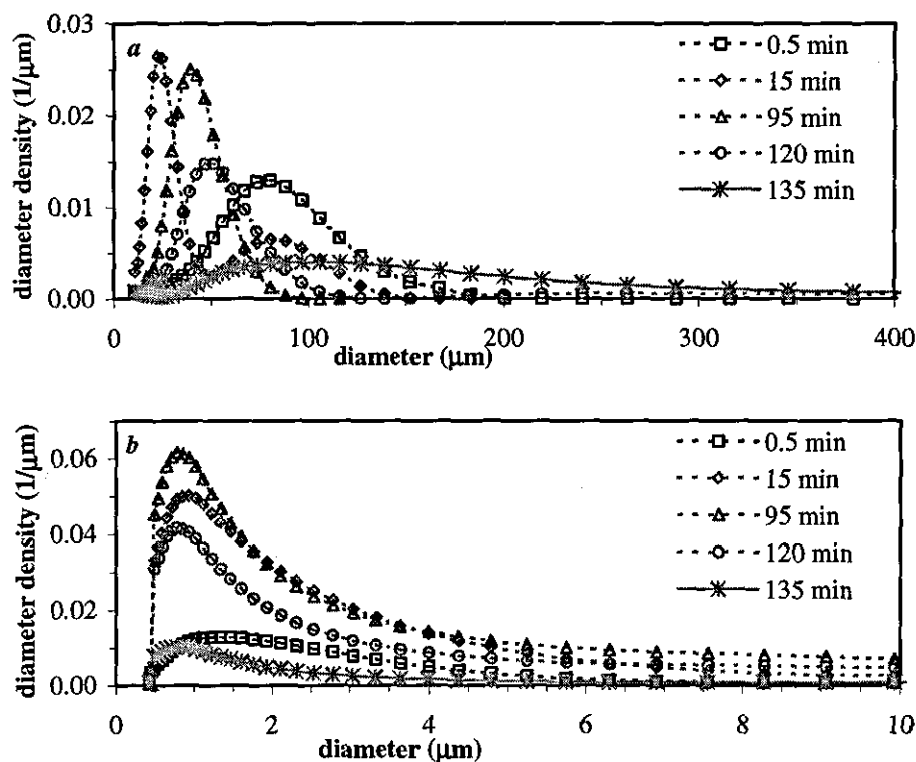 a
diameter density (1/μm)
0.03
0.02
0.01
0.00
0 100 200 300 400
diameter (μm)
0.5 min
15 min
95 min
120 min
135 min
b
diameter density (1/μm)
0.06
0.04
0.02
0.00
0 2 4 6 8 10
diameter (μm)
0.5 min
15 min
95 min
120 min
135 min